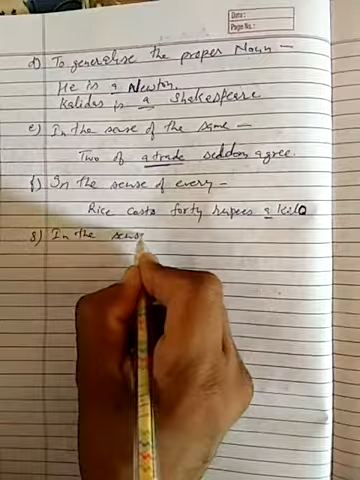 Date:
Page No.:
d) To generalise the proper Noun -
He is a Newton.
Kalidas is a Shakespeare
e) In the sense of the same -
Two of a trade seldom agree.
f) In the sense of every -
Rice costs forty rupees a kilo
g) In the sens